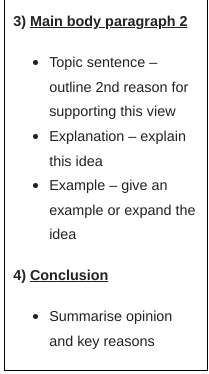 3) Main body paragraph 2
• Topic sentence –
outline 2nd reason for
supporting this view
• Explanation – explain
this idea
• Example – give an
example or expand the
idea
4) Conclusion
• Summarise opinion
and key reasons